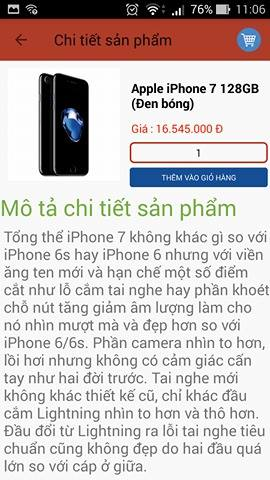 76% 11:06
Chi tiết sản phẩm
Apple iPhone 7 128GB
(Đen bóng)
Giá : 16.545.000 Đ
1
THÊM VÀO GIỎ HÀNG
Mô tả chi tiết sản phẩm
Tổng thể iPhone 7 không khác gì so với
iPhone 6s hay iPhone 6 nhưng với viền
ăng ten mới và hạn chế một số điểm
cắt như lỗ cắm tai nghe hay phần khoét
chỗ nút tăng giảm âm lượng làm cho
nó nhìn mượt mà và đẹp hơn so với
iPhone 6/6s. Phần camera nhìn to hơn,
lồi hơi nhưng không có cảm giác cấn
tay như hai đời trước. Tai nghe mới
không khác thiết kế cũ, chỉ khác đầu
cắm Lightning nhìn to hơn và thô hơn.
Đầu đổi từ Lightning ra lỗi tai nghe tiêu
chuẩn cũng không đẹp do hai đầu quá
lớn so với cáp ở giữa.